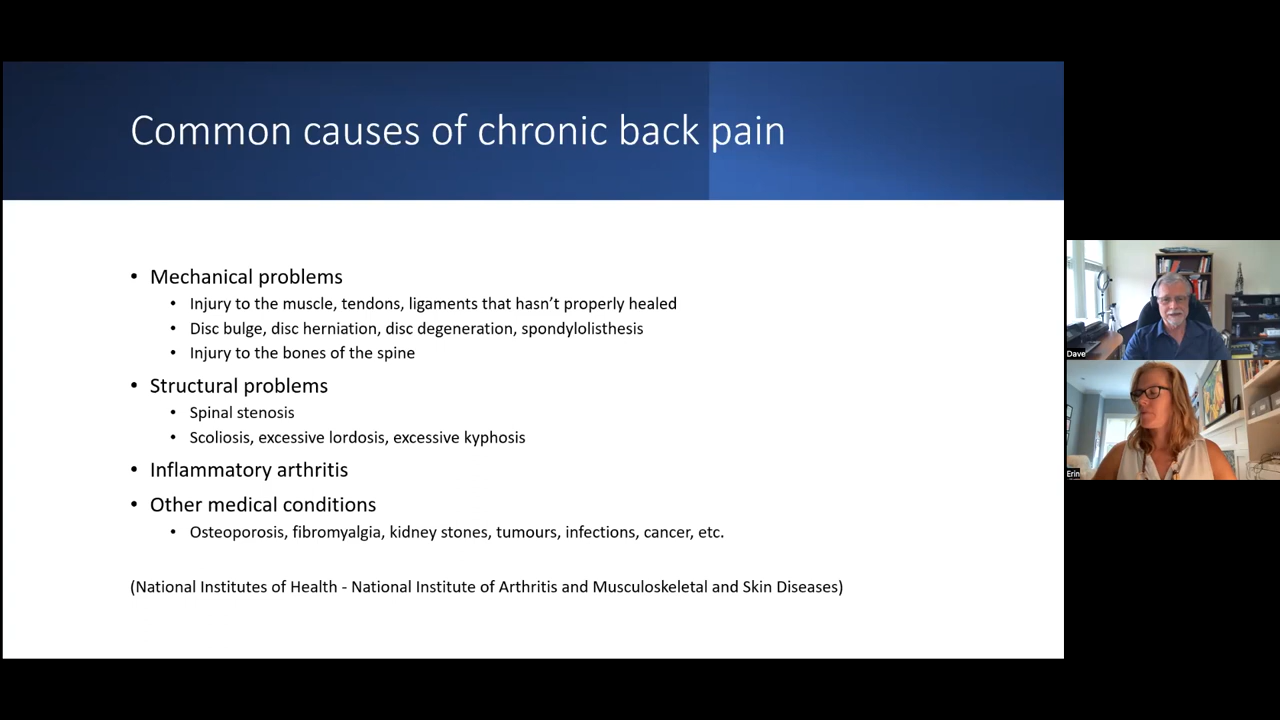 Common causes of chronic back pain
• Mechanical problems
• Injury to the muscle, tendons, ligaments that hasn’t properly healed
• Disc bulge, disc herniation, disc degeneration, spondylolisthesis
• Injury to the bones of the spine
• Structural problems
• Spinal stenosis
• Scoliosis, excessive lordosis, excessive kyphosis
• Inflammatory arthritis
• Other medical conditions
• Osteoporosis, fibromyalgia, kidney stones, tumours, infections, cancer, etc.
(National Institutes of Health - National Institute of Arthritis and Musculoskeletal and Skin Diseases)
Dave
Erin